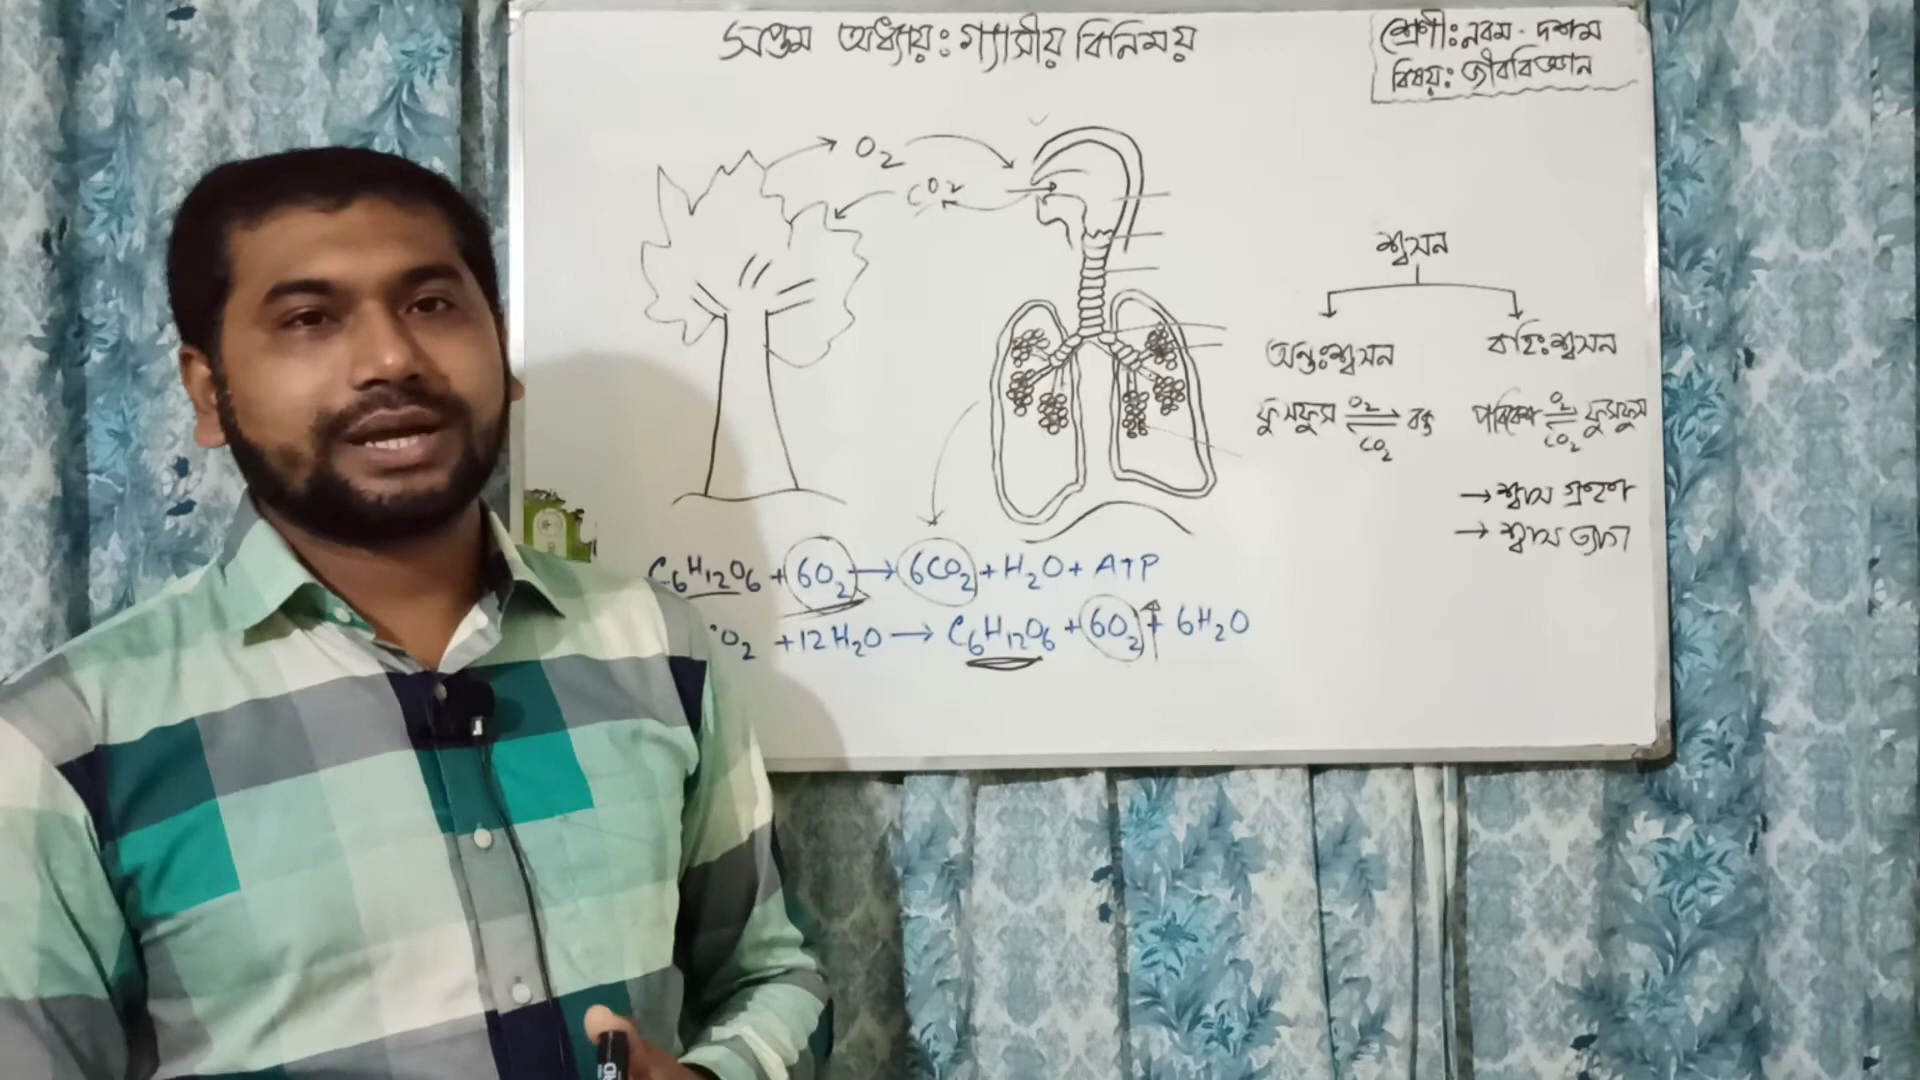 সপ্তম অধ্যায়ঃ গ্যাসীয় বিনিময়
শ্রেণীঃ নবম - দশম
বিষয়ঃ জীববিজ্ঞান
O₂
CO₂
শ্বসন
অন্তঃশ্বসন
বহিঃশ্বসন
ফুসফুস O₂ ⇌ CO₂ রক্ত
পরিবেশ O₂ ⇌ CO₂ ফুসফুস
→ শ্বাস গ্রহণ
→ শ্বাস ত্যাগ
C₆H₁₂O₆ + 6O₂ → 6CO₂ + H₂O + ATP
O₂ + 12H₂O → C₆H₁₂O₆ + 6O₂ + 6H₂O